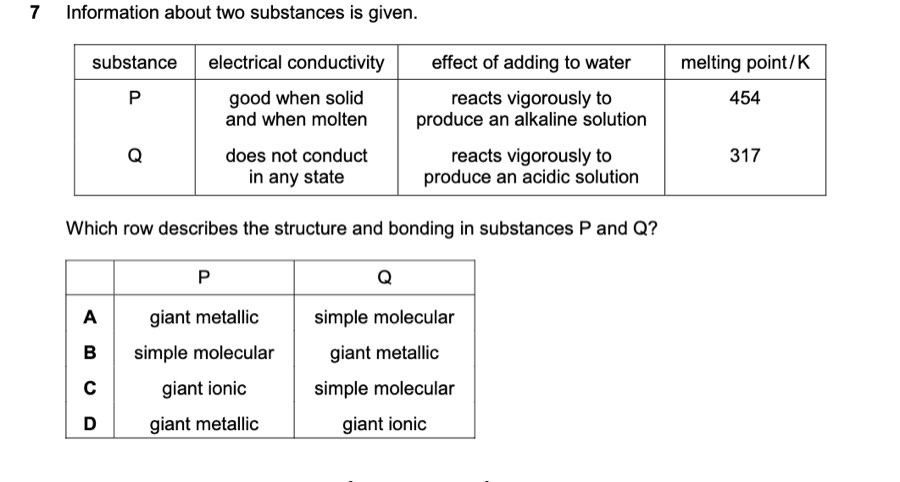 7 Information about two substances is given.
substance electrical conductivity effect of adding to water melting point/K
P good when solid and when molten reacts vigorously to produce an alkaline solution 454
Q does not conduct in any state reacts vigorously to produce an acidic solution 317
Which row describes the structure and bonding in substances P and Q?
P Q
A giant metallic simple molecular
B simple molecular giant metallic
C giant ionic simple molecular
D giant metallic giant ionic